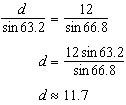 d/sin 63.2 = 12/sin 66.8
d = 12 sin 63.2/sin 66.8
d ≈ 11.7